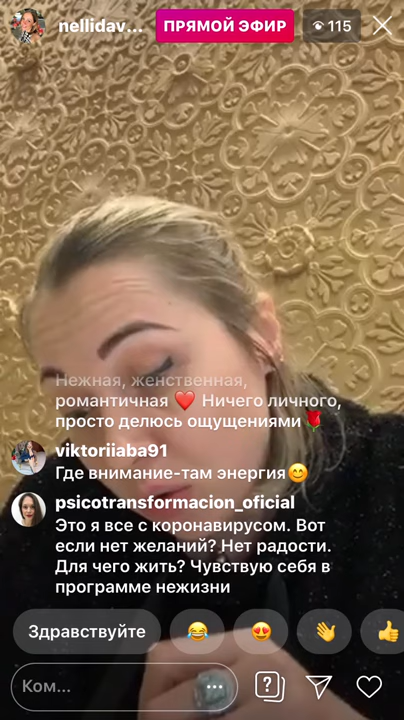 nellidav...
ПРЯМОЙ ЭФИР
115
Нежная, женственная,
романтичная ❤️ Ничего личного,
просто делюсь ощущениями🌹
viktoriiaba91
Где внимание-там энергия😊
psicotransformacion_oficial
Это я все с коронавирусом. Вот
если нет желаний? Нет радости.
Для чего жить? Чувствую себя в
программе нежизни
Здравствуйте 😂 😍 👋 👍
Ком...